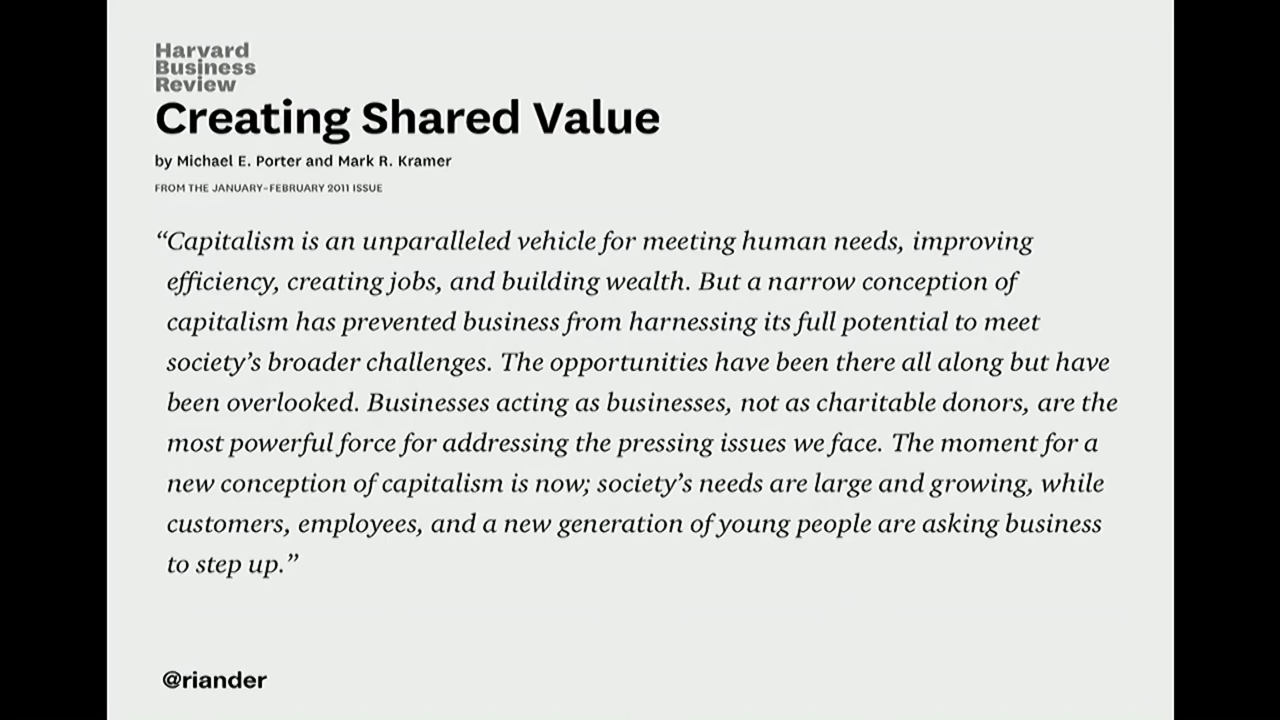 Harvard
Business
Review
Creating Shared Value
by Michael E. Porter and Mark R. Kramer
FROM THE JANUARY–FEBRUARY 2011 ISSUE
“Capitalism is an unparalleled vehicle for meeting human needs, improving
efficiency, creating jobs, and building wealth. But a narrow conception of
capitalism has prevented business from harnessing its full potential to meet
society’s broader challenges. The opportunities have been there all along but have
been overlooked. Businesses acting as businesses, not as charitable donors, are the
most powerful force for addressing the pressing issues we face. The moment for a
new conception of capitalism is now; society’s needs are large and growing, while
customers, employees, and a new generation of young people are asking business
to step up.”
@riander